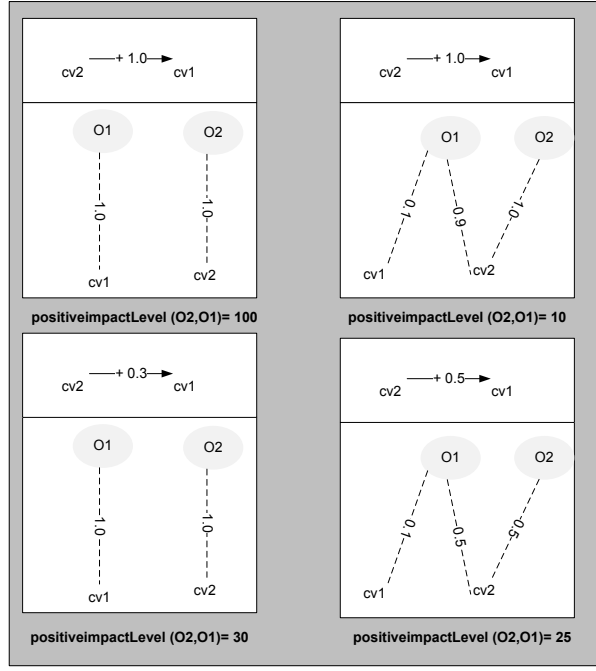 cv2 + 1.0 cv1
O1 O2
1.0 1.0
cv1 cv2
positiveimpactLevel (O2,O1)= 100
cv2 + 1.0 cv1
O1 O2
0.1 0.9 1.0
cv1 cv2
positiveimpactLevel (O2,O1)= 10
cv2 + 0.3 cv1
O1 O2
1.0 1.0
cv1 cv2
positiveimpactLevel (O2,O1)= 30
cv2 + 0.5 cv1
O1 O2
0.1 0.5 0.5
cv1 cv2
positiveimpactLevel (O2,O1)= 25